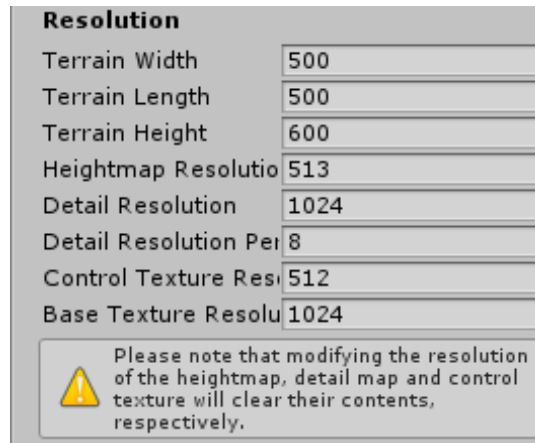 Resolution
Terrain Width 500
Terrain Length 500
Terrain Height 600
Heightmap Resolutio 513
Detail Resolution 1024
Detail Resolution Per 8
Control Texture Res 512
Base Texture Resolu 1024
Please note that modifying the resolution
of the heightmap, detail map and control
texture will clear their contents,
respectively.